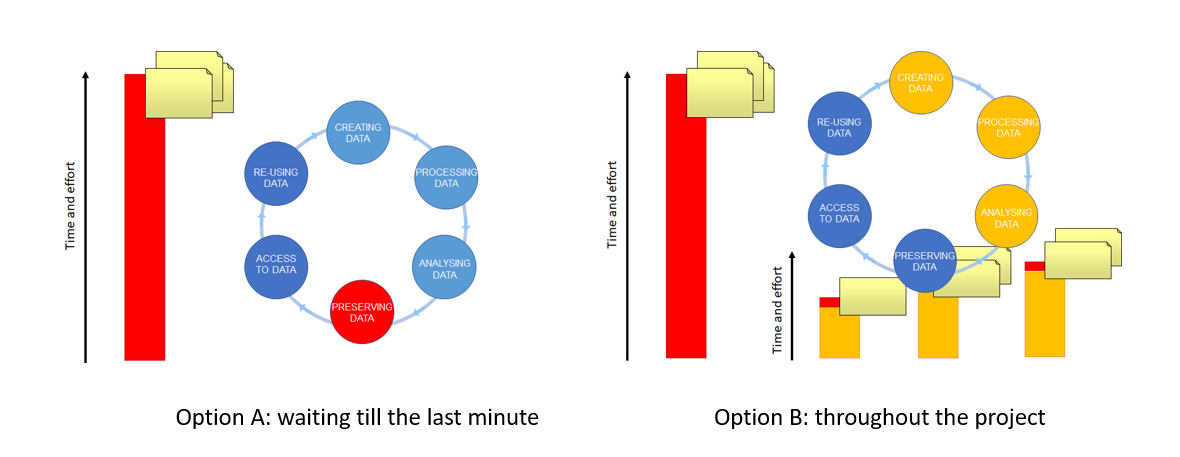 Time and effort
CREATING
DATA
PROCESSING
DATA
ANALYSING
DATA
PRESERVING
DATA
ACCESS
TO DATA
RE-USING
DATA
Option A: waiting till the last minute
Time and effort
CREATING
DATA
PROCESSING
DATA
ANALYSING
DATA
PRESERVING
DATA
ACCESS
TO DATA
RE-USING
DATA
Time and effort
Option B: throughout the project